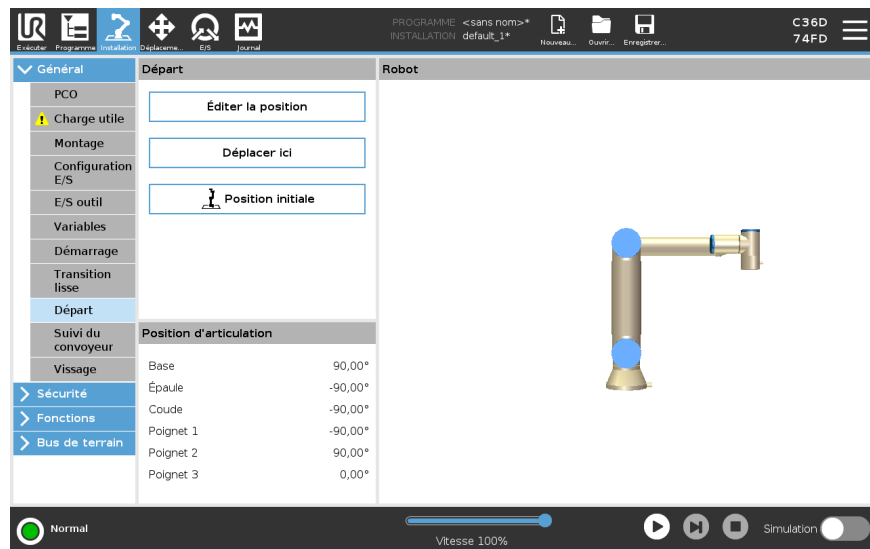 UR
Exécuter
Programme
Installation
Déplaceme...
E/S
Journal
PROGRAMME <sans nom>*
INSTALLATION default_1*
Nouveau...
Ouvrir...
Enregistrer...
C36D
74FD
Général
PCO
Charge utile
Montage
Configuration
E/S
E/S outil
Variables
Démarrage
Transition
lisse
Départ
Suivi du
convoyeur
Vissage
Sécurité
Fonctions
Bus de terrain
Départ
Éditer la position
Déplacer ici
Position initiale
Position d'articulation
Base 90,00°
Épaule -90,00°
Coude -90,00°
Poignet 1 -90,00°
Poignet 2 90,00°
Poignet 3 0,00°
Robot
Normal
Vitesse 100%
Simulation